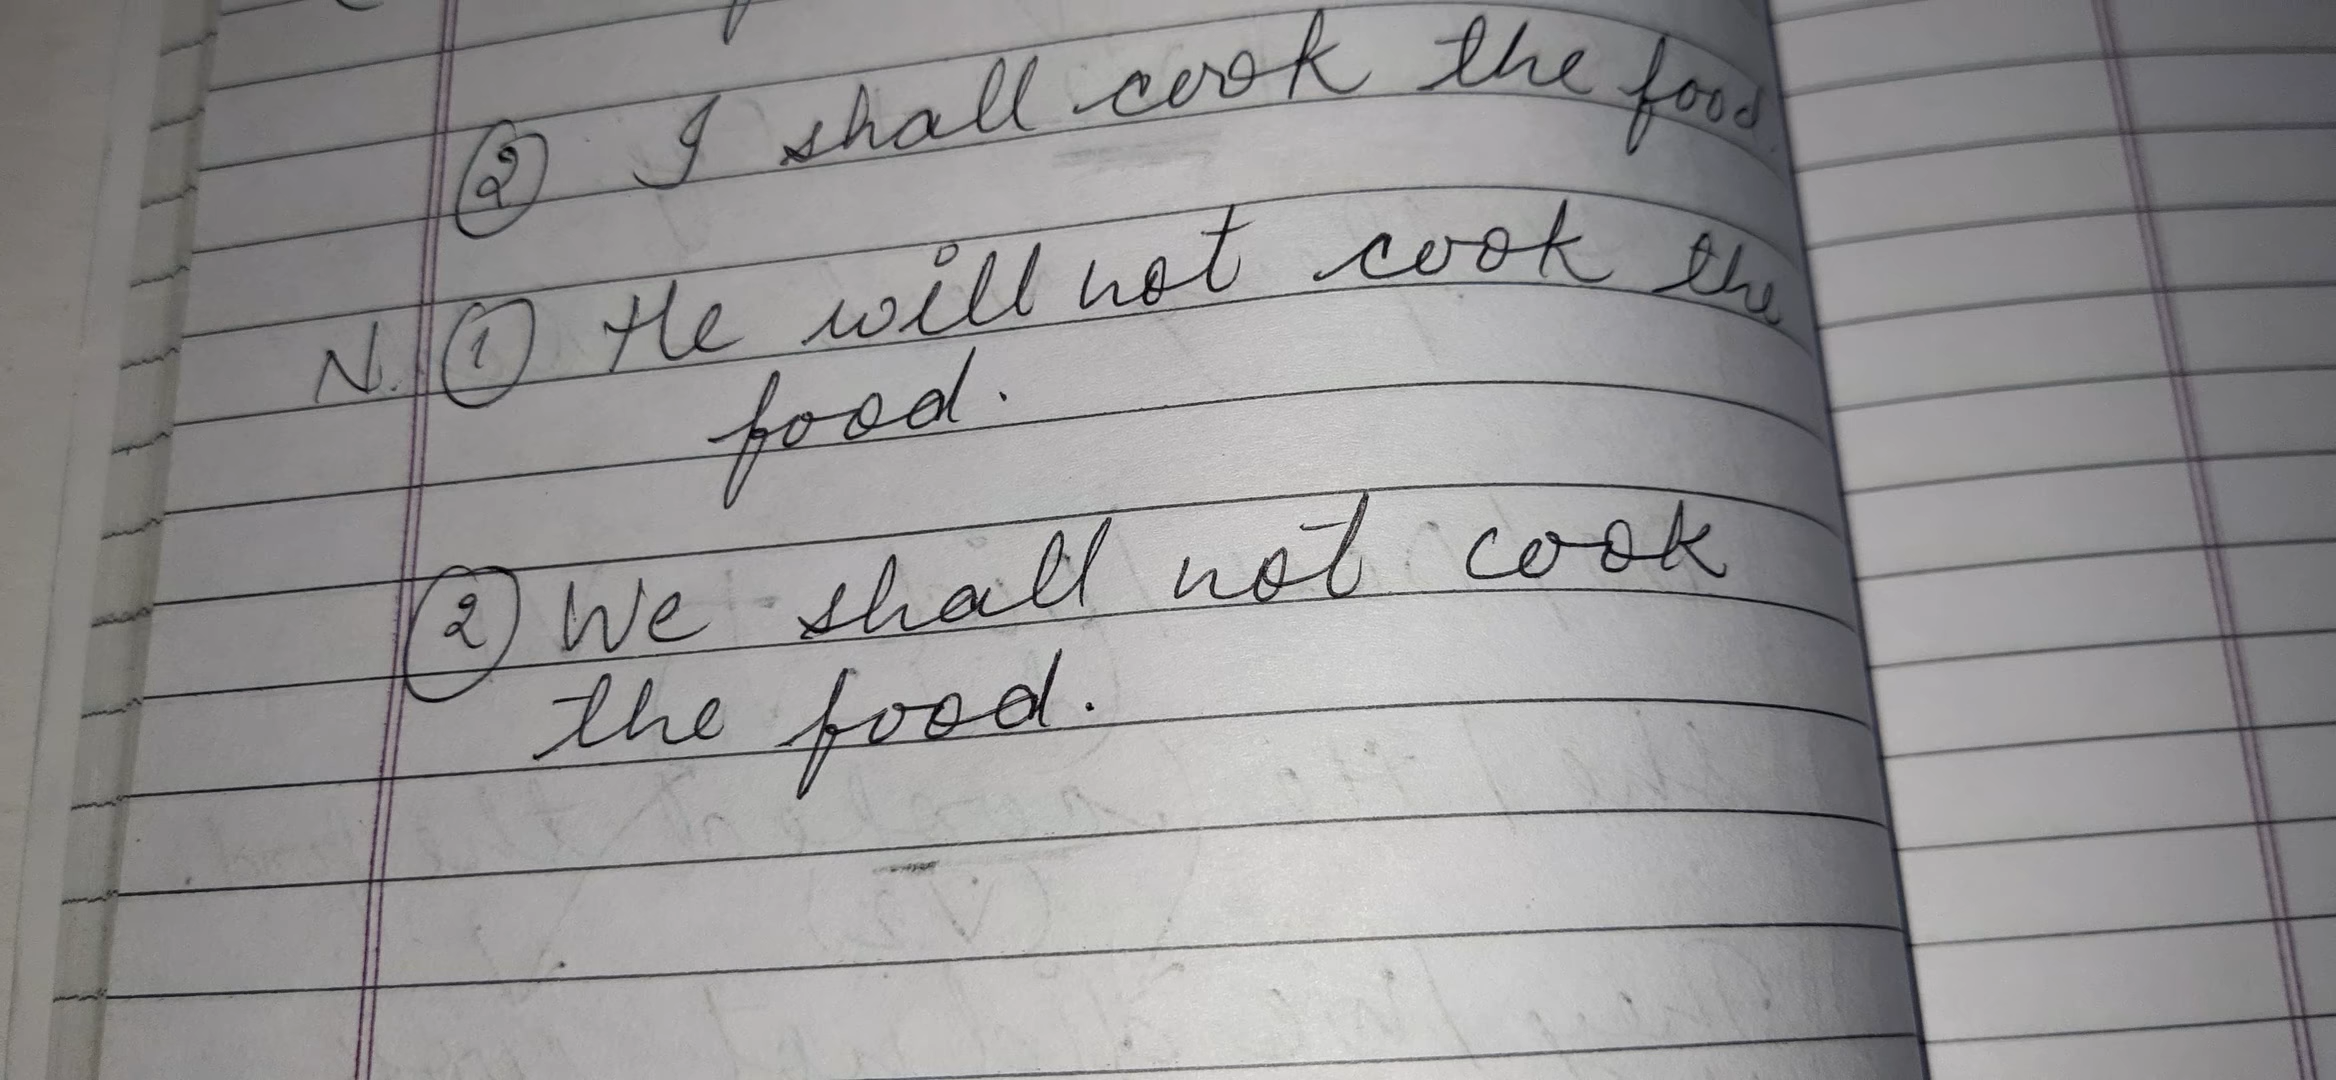 ② I shall cook the food
N. ① He will not cook the
food.
② We shall not cook
the food.